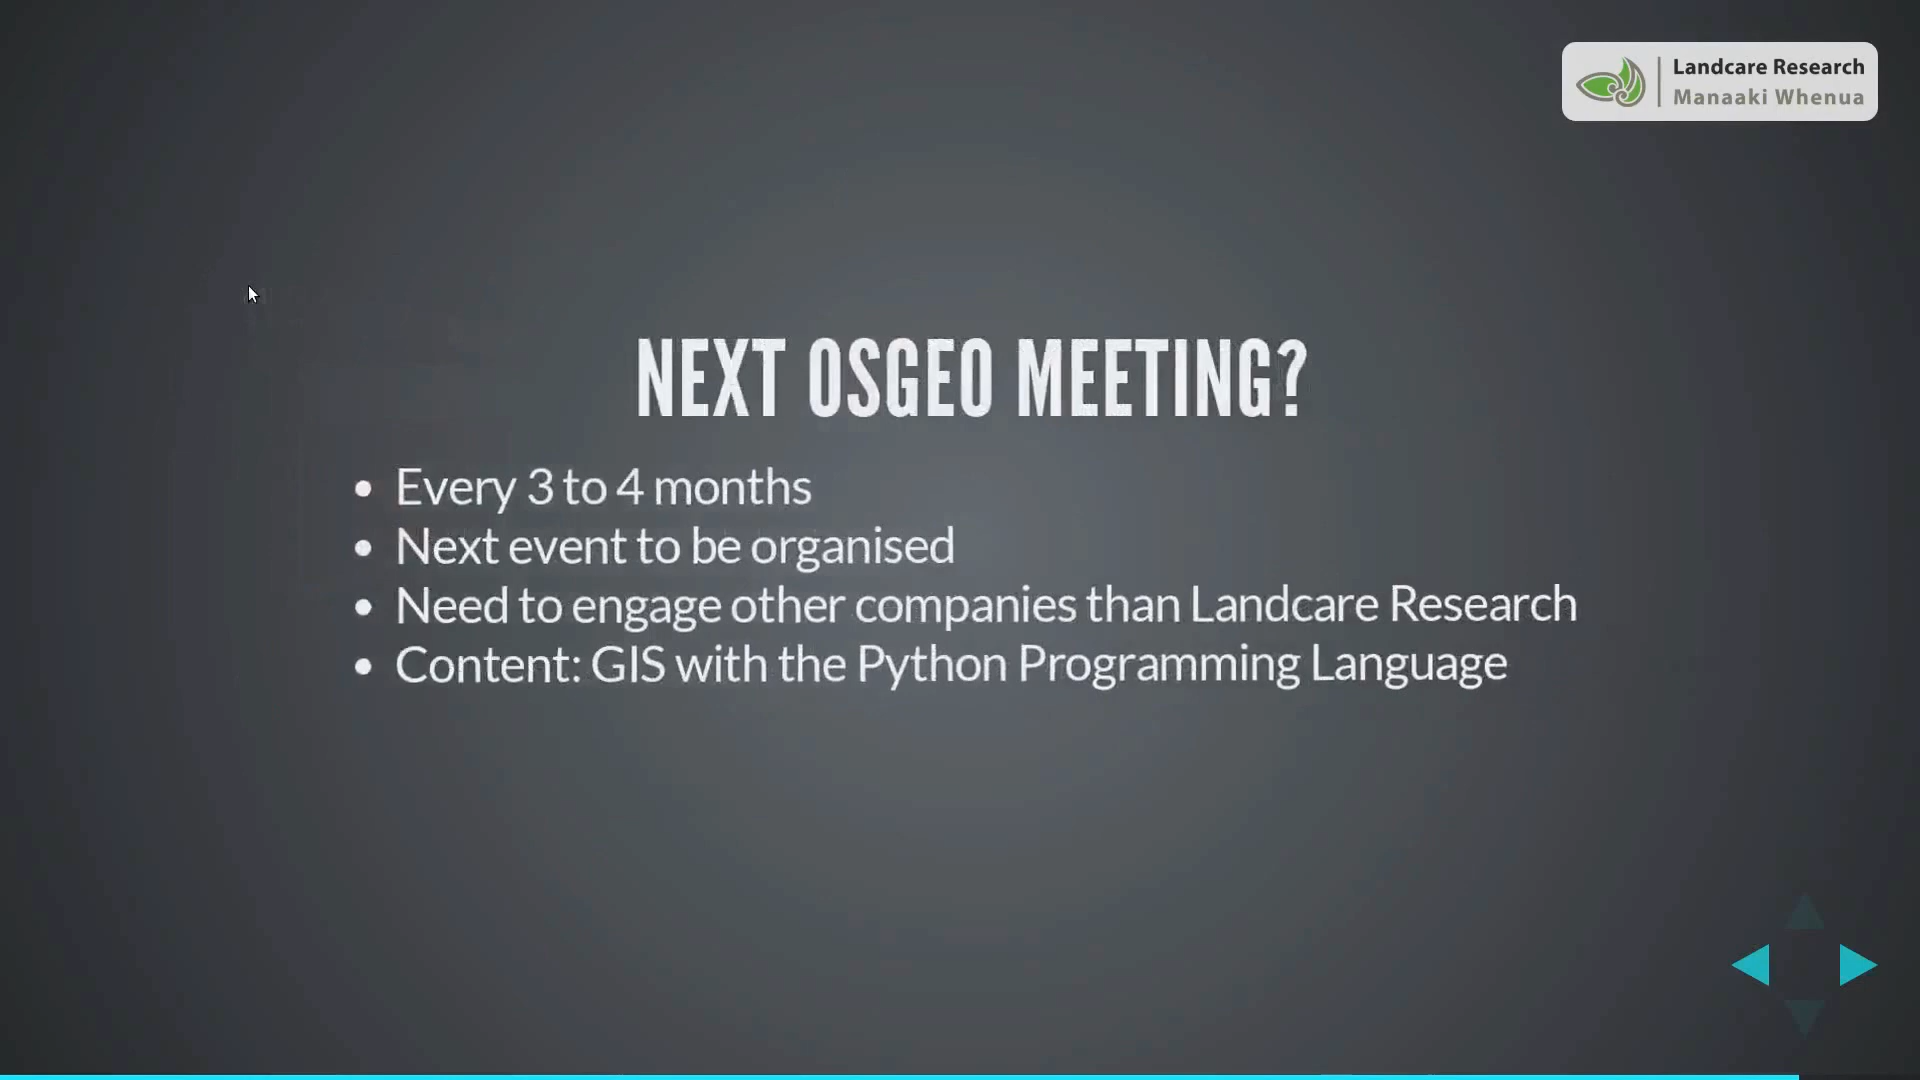 Landcare Research
Manaaki Whenua
NEXT OSGEO MEETING?
• Every 3 to 4 months
• Next event to be organised
• Need to engage other companies than Landcare Research
• Content: GIS with the Python Programming Language